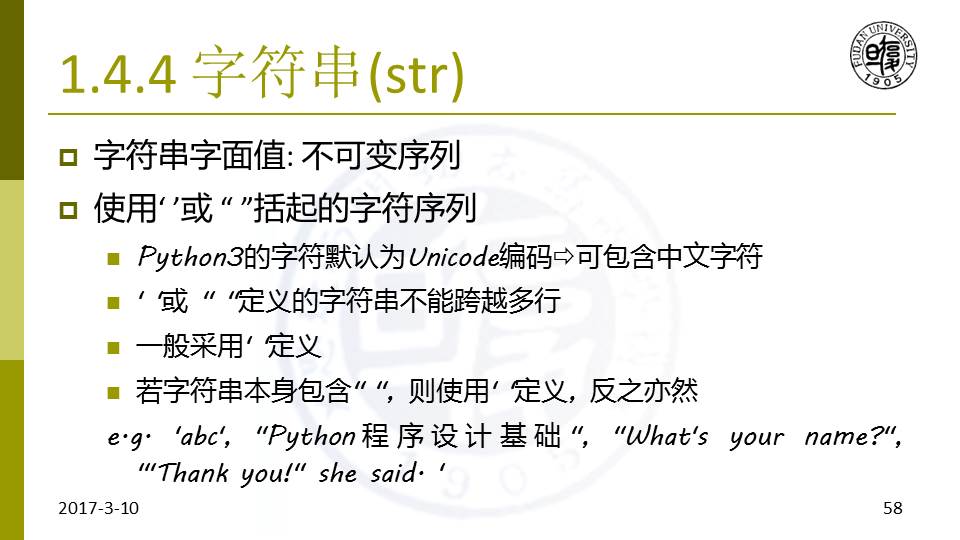 1.4.4 字符串(str)
FUDAN UNIVERSITY
1905
字符串字面值: 不可变序列
使用‘ ’或 “ ”括起的字符序列
Python3的字符默认为Unicode编码⇨可包含中文字符
‘ ‘或 “ “定义的字符串不能跨越多行
一般采用‘ ‘定义
若字符串本身包含“ “, 则使用‘ ‘定义, 反之亦然
e.g. ‘abc‘, “Python程序设计基础“, “What‘s your name?“,
‘“Thank you!“ she said. ‘
2017-3-10
58